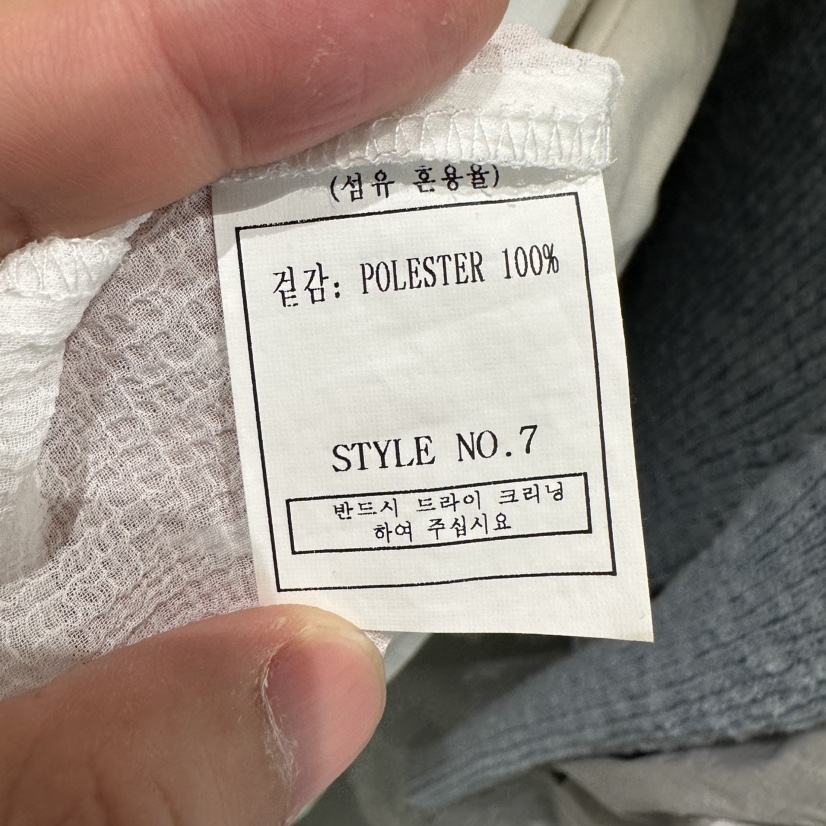 (섬유 혼용율)
겉감: POLESTER 100%
STYLE NO.7
반드시 드라이 크리닝
하여 주십시요